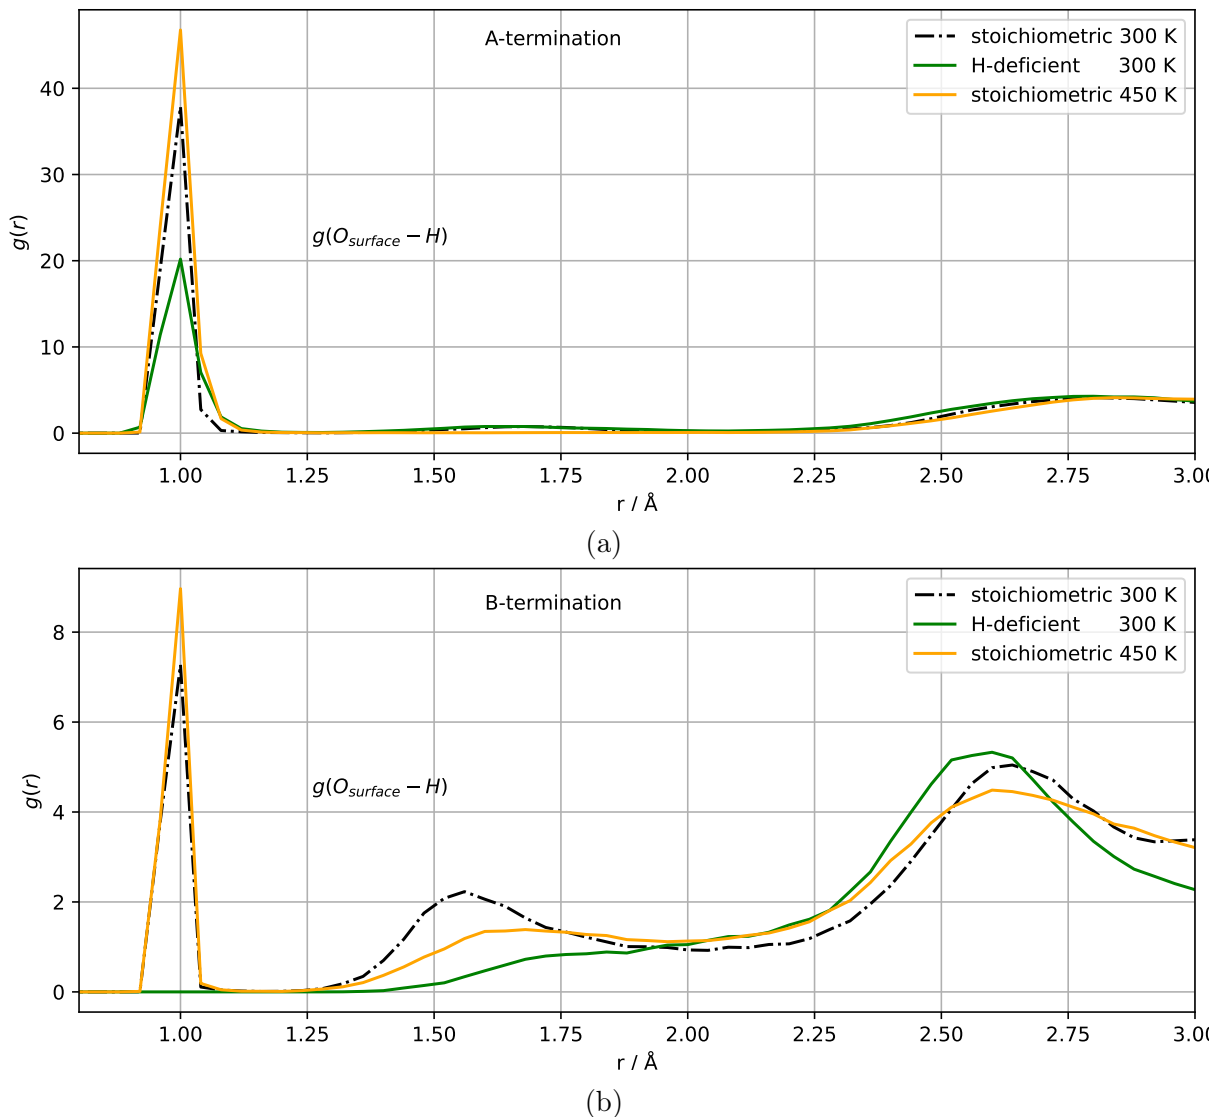 A-termination
stoichiometric 300 K
H-deficient 300 K
stoichiometric 450 K
g(O_surface − H)
g(r)
40
30
20
10
0
1.00 1.25 1.50 1.75 2.00 2.25 2.50 2.75 3.00
r / Å
(a)
B-termination
stoichiometric 300 K
H-deficient 300 K
stoichiometric 450 K
g(O_surface − H)
g(r)
8
6
4
2
0
1.00 1.25 1.50 1.75 2.00 2.25 2.50 2.75 3.00
r / Å
(b)